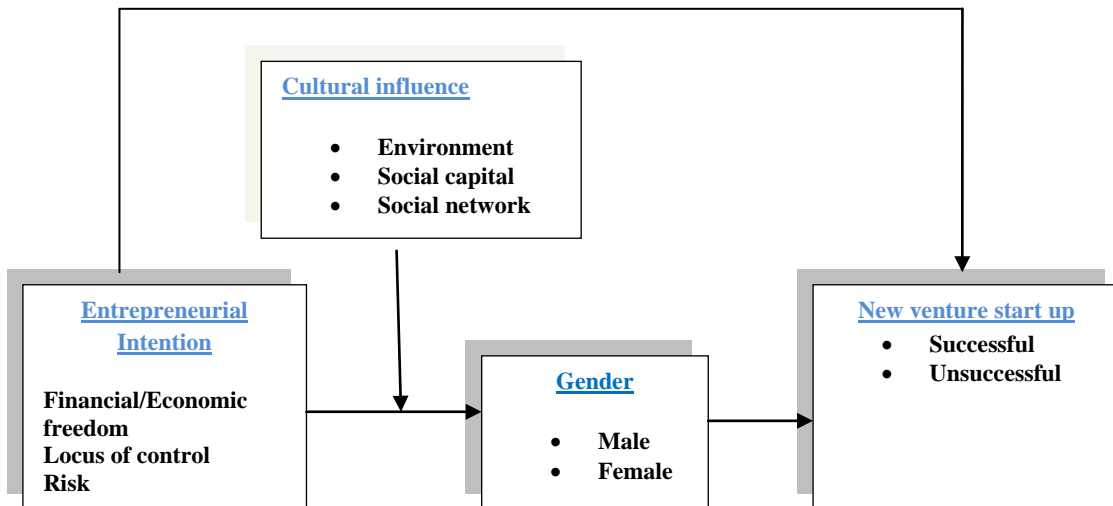 Cultural influence
• Environment
• Social capital
• Social network
Entrepreneurial
Intention
Financial/Economic
freedom
Locus of control
Risk
Gender
• Male
• Female
New venture start up
• Successful
• Unsuccessful